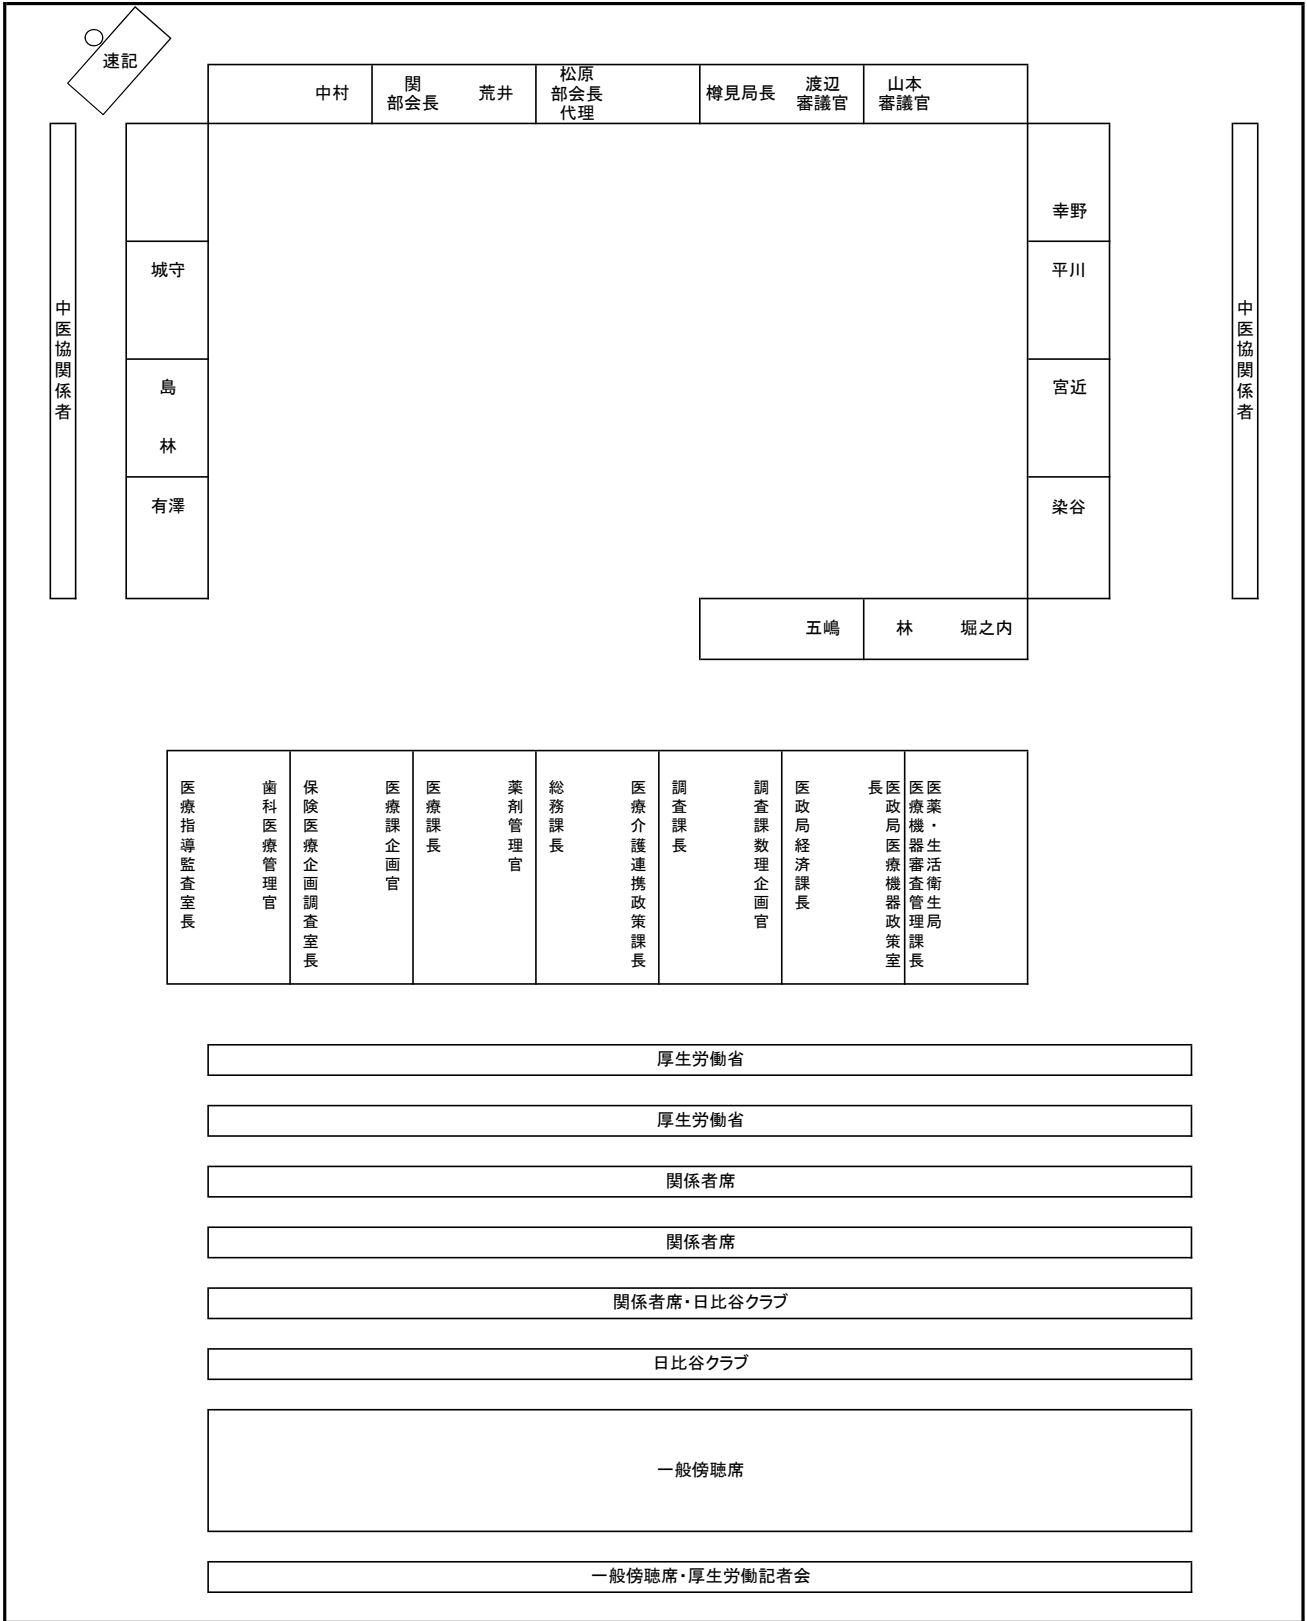 速記
中村
関
部会長
荒井
松原
部会長
代理
樽見局長
渡辺
審議官
山本
審議官
中医協関係者
城守
島
林
有澤
幸野
平川
宮近
染谷
中医協関係者
五嶋
林
堀之内
医療指導監査室長
歯科医療管理官
保険医療企画調査室長
医療課企画官
医療課長
薬剤管理官
総務課長
医療介護連携政策課長
調査課長
調査課数理企画官
医政局経済課長
医政局医療機器政策室
長
医薬・生活衛生局
医療機器審査管理課長
厚生労働省
厚生労働省
関係者席
関係者席
関係者席・日比谷クラブ
日比谷クラブ
一般傍聴席
一般傍聴席・厚生労働記者会